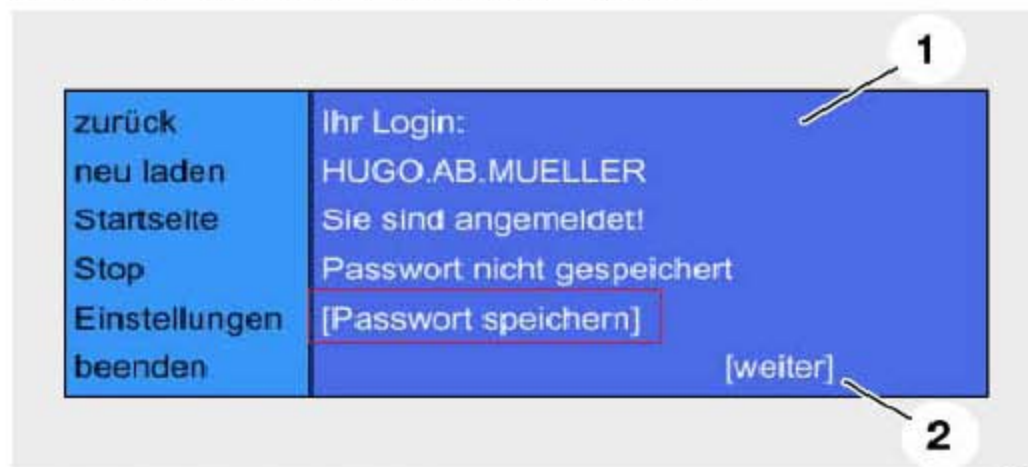 1
zurück
neu laden
Startseite
Stop
Einstellungen
beenden
Ihr Login:
HUGO.AB.MUELLER
Sie sind angemeldet!
Passwort nicht gespeichert
[Passwort speichern]
[weiter]
2